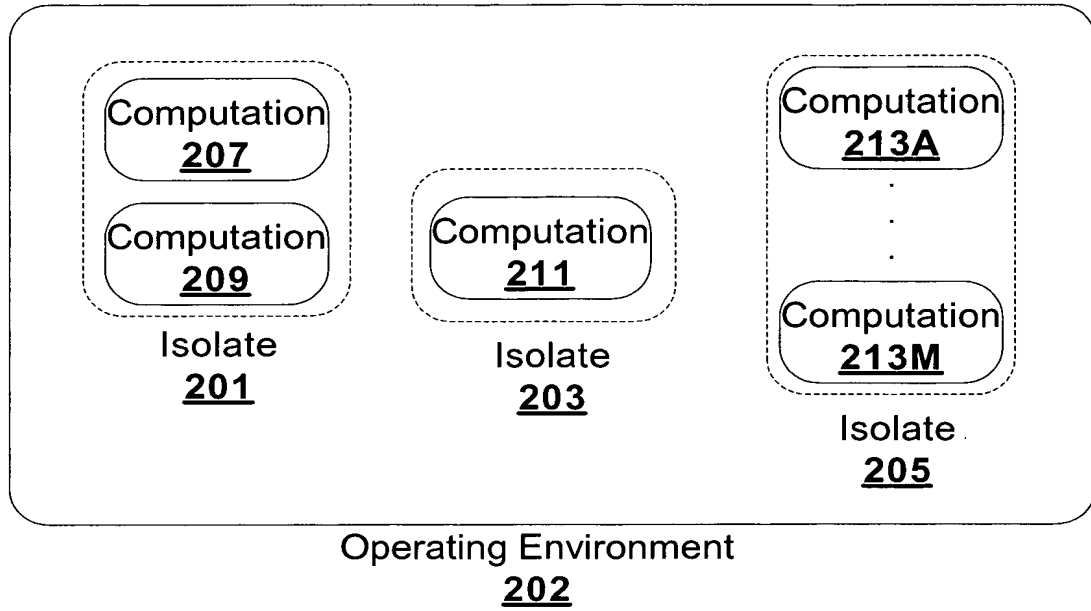 Computation
207
Computation
209
Isolate
201
Computation
211
Isolate
203
Computation
213A
Computation
213M
Isolate
205
Operating Environment
202